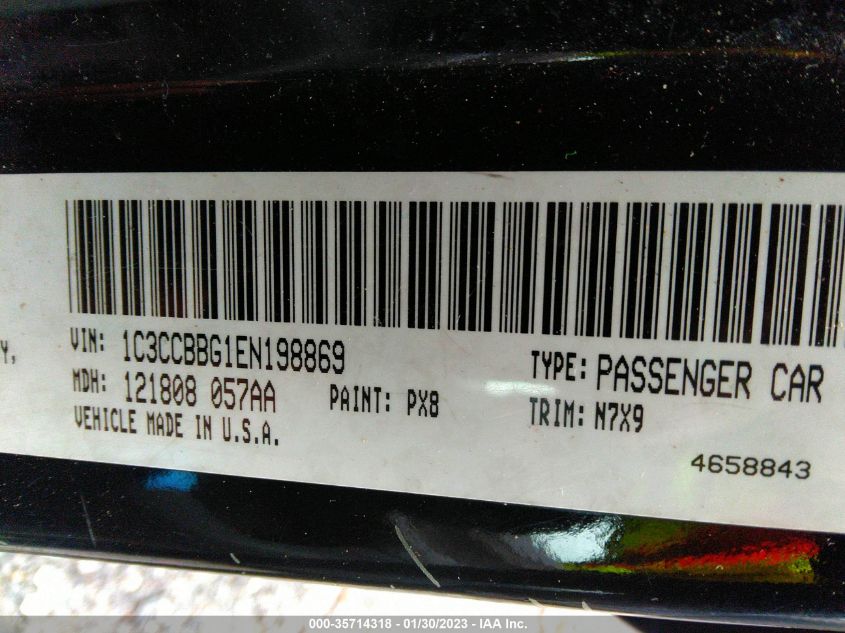 Y,
VIN: 1C3CCBBG1EN198869
TYPE: PASSENGER CAR
MDH: 121808 057AA
PAINT: PX8
TRIM: N7X9
VEHICLE MADE IN U.S.A.
4658843
000-35714318 - 01/30/2023 - IAA Inc.